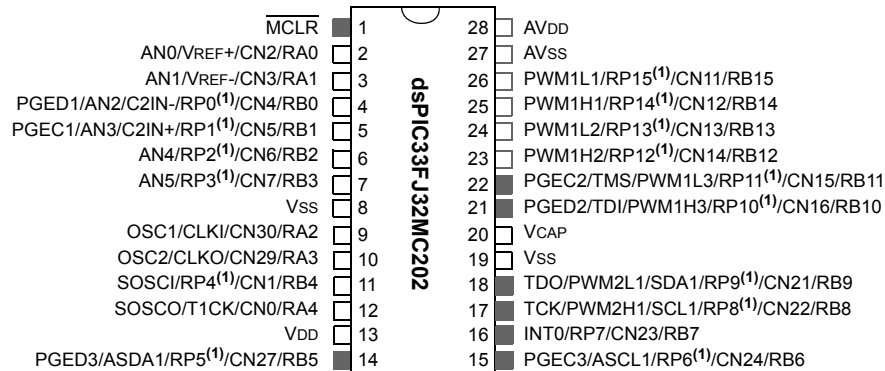 MCLR 1 28 AVDD
AN0/VREF+/CN2/RA0 2 27 AVSS
AN1/VREF-/CN3/RA1 3 26 PWM1L1/RP15(1)/CN11/RB15
PGED1/AN2/C2IN-/RP0(1)/CN4/RB0 4 25 PWM1H1/RP14(1)/CN12/RB14
PGEC1/AN3/C2IN+/RP1(1)/CN5/RB1 5 24 PWM1L2/RP13(1)/CN13/RB13
AN4/RP2(1)/CN6/RB2 6 23 PWM1H2/RP12(1)/CN14/RB12
AN5/RP3(1)/CN7/RB3 7 22 PGEC2/TMS/PWM1L3/RP11(1)/CN15/RB11
VSS 8 21 PGED2/TDI/PWM1H3/RP10(1)/CN16/RB10
OSC1/CLKI/CN30/RA2 9 20 VCAP
OSC2/CLKO/CN29/RA3 10 19 VSS
SOSCI/RP4(1)/CN1/RB4 11 18 TDO/PWM2L1/SDA1/RP9(1)/CN21/RB9
SOSCO/T1CK/CN0/RA4 12 17 TCK/PWM2H1/SCL1/RP8(1)/CN22/RB8
VDD 13 16 INT0/RP7/CN23/RB7
PGED3/ASDA1/RP5(1)/CN27/RB5 14 15 PGEC3/ASCL1/RP6(1)/CN24/RB6
dsPIC33FJ32MC202